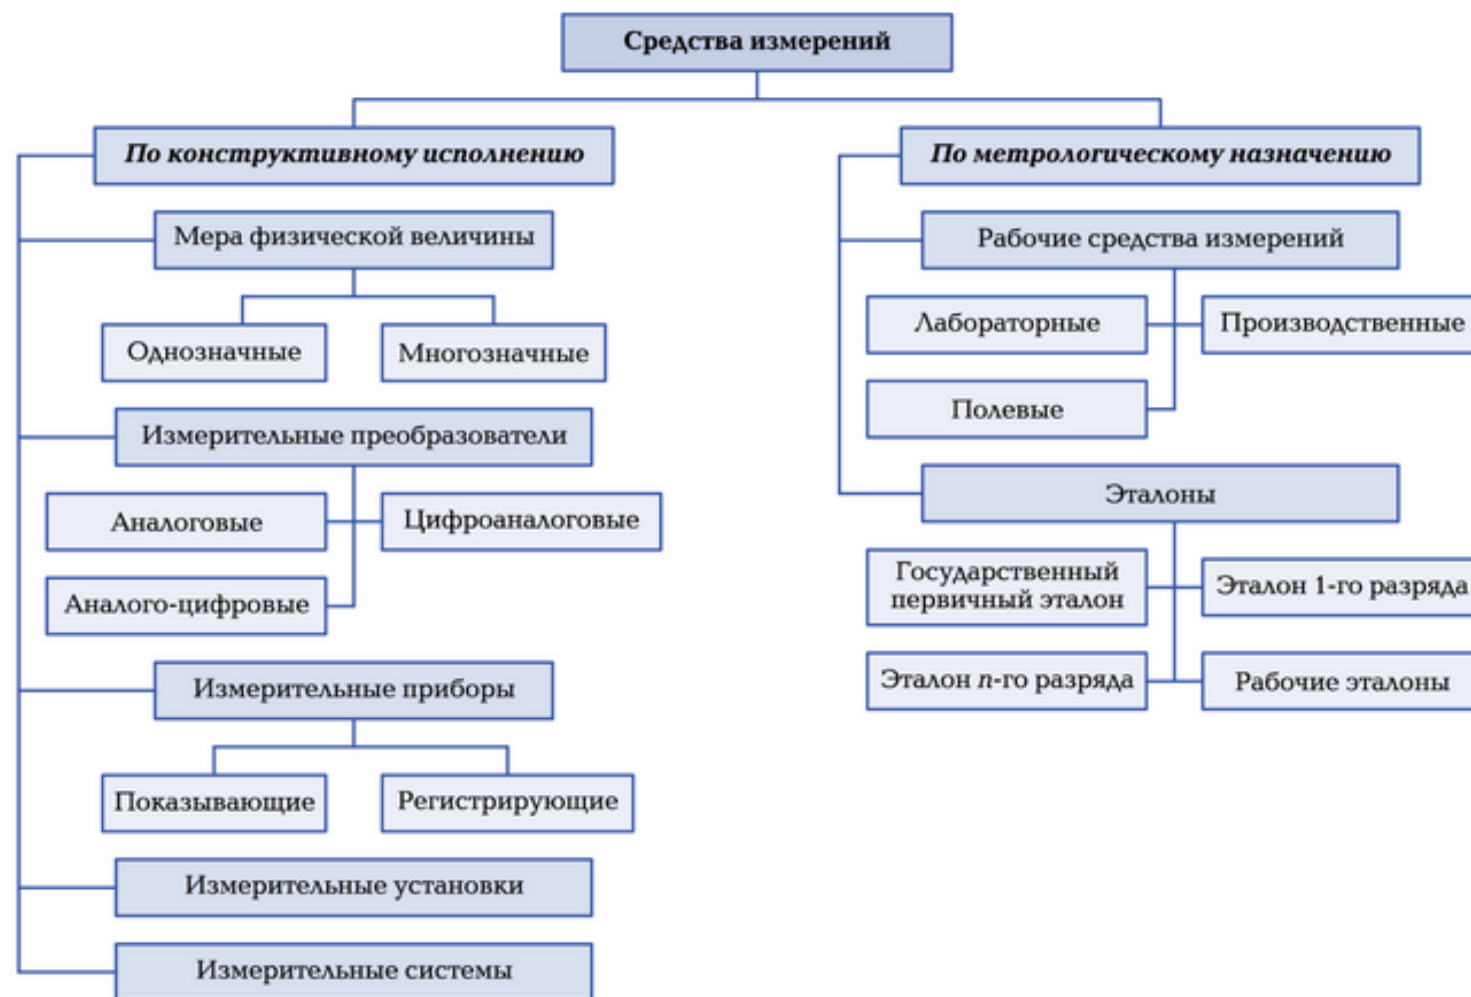 Средства измерений
По конструктивному исполнению
Мера физической величины
Однозначные
Многозначные
Измерительные преобразователи
Аналоговые
Цифроаналоговые
Аналого-цифровые
Измерительные приборы
Показывающие
Регистрирующие
Измерительные установки
Измерительные системы
По метрологическому назначению
Рабочие средства измерений
Лабораторные
Производственные
Полевые
Эталоны
Государственный
первичный эталон
Эталон 1-го разряда
Эталон n-го разряда
Рабочие эталоны